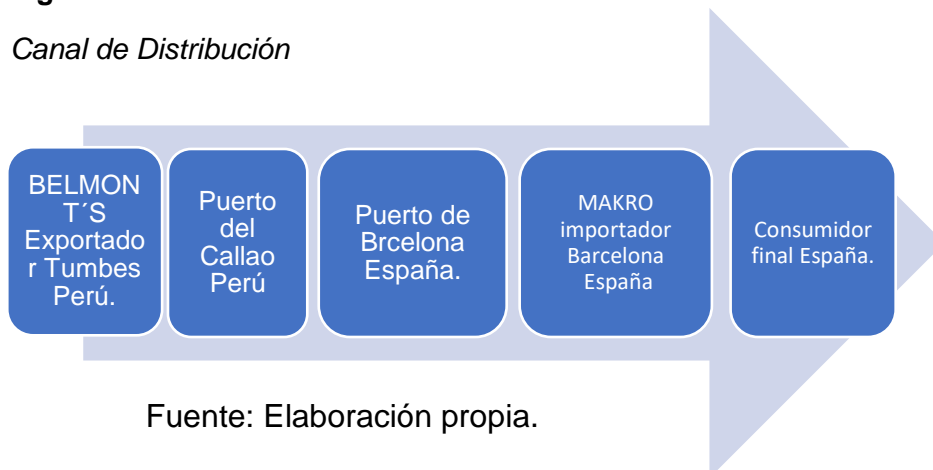 Canal de Distribución
BELMON
T´S
Exportado
r Tumbes
Perú.
Puerto
del
Callao
Perú
Puerto de
Brcelona
España.
MAKRO
importador
Barcelona
España
Consumidor
final España.
Fuente: Elaboración propia.